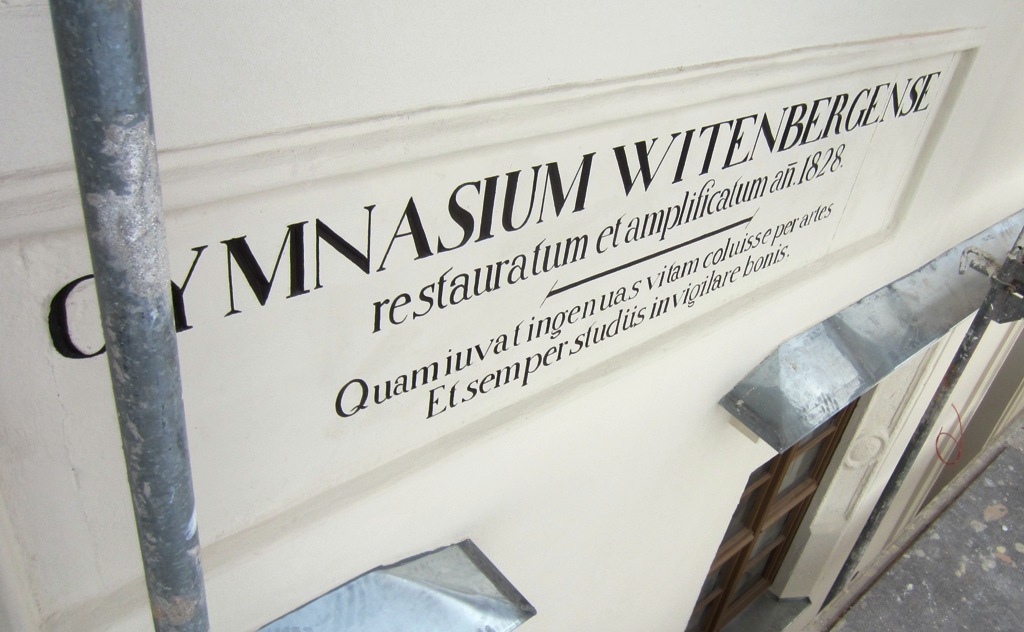 GYMNASIUM WITENBERGENSE
restauratum et amplificatum añ. 1828.
Quam iuvat ingenuas vitam coluisse per artes
Et semper studiis invigilare bonis.